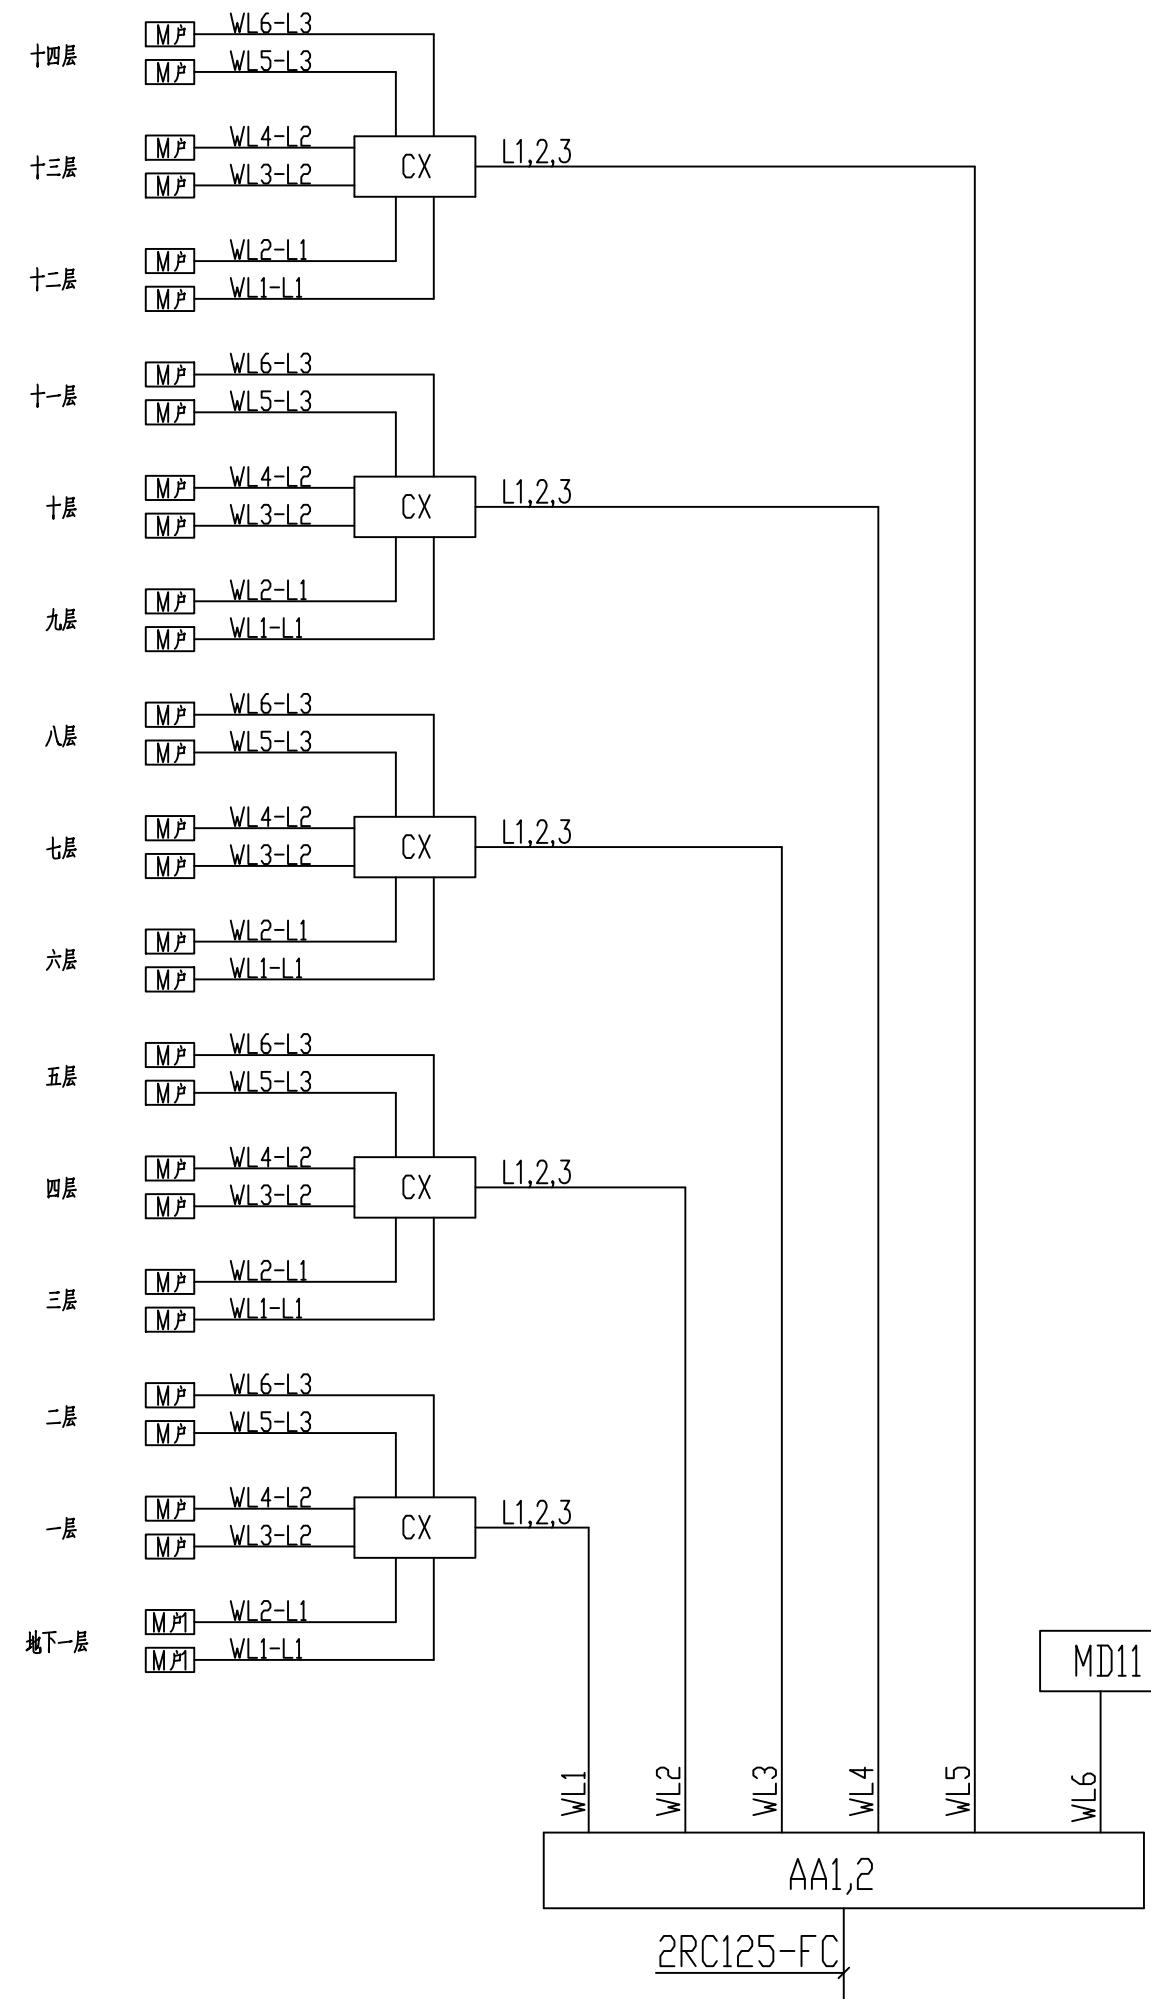 十四层
M户 WL6-L3
M户 WL5-L3
十三层
M户 WL4-L2
M户 WL3-L2
CX L1,2,3
十二层
M户 WL2-L1
M户 WL1-L1
十一层
M户 WL6-L3
M户 WL5-L3
十层
M户 WL4-L2
M户 WL3-L2
CX L1,2,3
九层
M户 WL2-L1
M户 WL1-L1
八层
M户 WL6-L3
M户 WL5-L3
七层
M户 WL4-L2
M户 WL3-L2
CX L1,2,3
六层
M户 WL2-L1
M户 WL1-L1
五层
M户 WL6-L3
M户 WL5-L3
四层
M户 WL4-L2
M户 WL3-L2
CX L1,2,3
三层
M户 WL2-L1
M户 WL1-L1
二层
M户 WL6-L3
M户 WL5-L3
一层
M户 WL4-L2
M户 WL3-L2
CX L1,2,3
地下一层
M户1 WL2-L1
M户1 WL1-L1
MD11
WL1
WL2
WL3
WL4
WL5
WL6
AA1,2
2RC125-FC